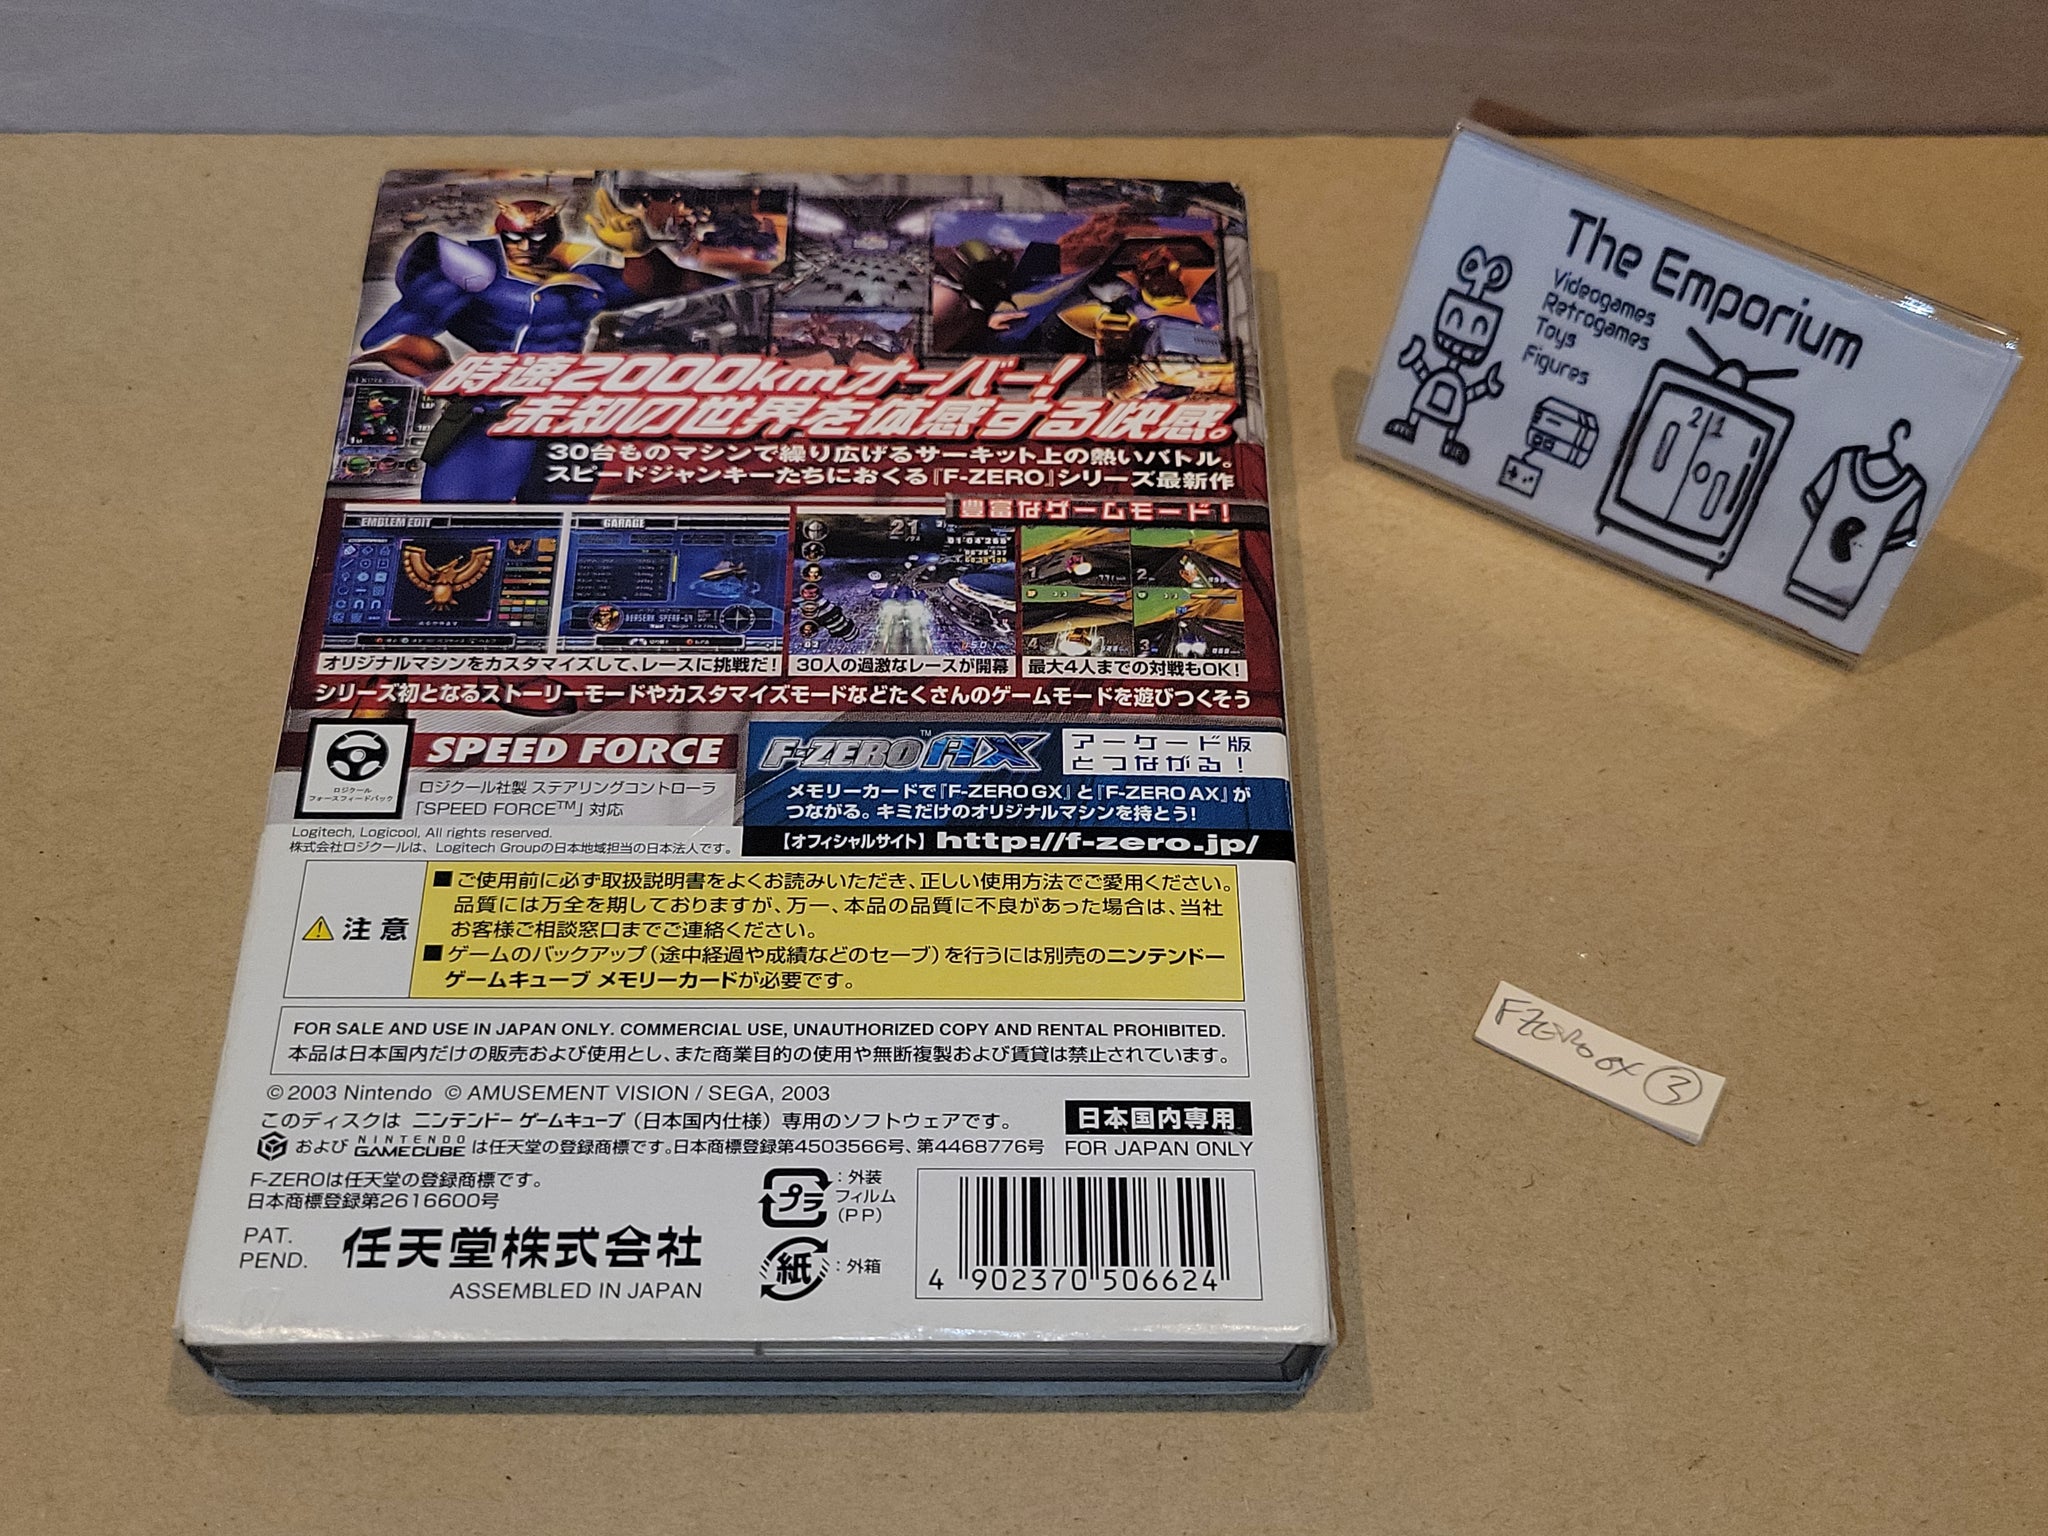 時速2000kmオーバー!
未知の世界を体感する快感。
30台ものマシンで繰り広げるサーキット上の熱いバトル。
スピードジャンキーたちにおくる『F-ZERO』シリーズ最新作
豊富なゲームモード!
EMBLEM EDIT
GARAGE
21
1
2
4
3
オリジナルマシンをカスタマイズして、レースに挑戦だ!
30人の過激なレースが開幕
最大4人までの対戦もOK!
シリーズ初となるストーリーモードやカスタマイズモードなどたくさんのゲームモードを遊びつくそう
ロジクール
フォースフィードバック
SPEED FORCE
ロジクール社製 ステアリングコントローラ
「SPEED FORCE™」対応
Logitech, Logicool, All rights reserved.
株式会社ロジクールは、Logitech Groupの日本地域担当の日本法人です。
F-ZERO AX™
アーケード版
とつながる!
メモリーカードで『F-ZERO GX』と『F-ZERO AX』が
つながる。キミだけのオリジナルマシンを持とう!
【オフィシャルサイト】http://f-zero.jp/
注意
■ご使用前に必ず取扱説明書をよくお読みいただき、正しい使用方法でご愛用ください。
品質には万全を期しておりますが、万一、本品の品質に不良があった場合は、当社
お客様ご相談窓口までご連絡ください。
■ゲームのバックアップ(途中経過や成績などのセーブ)を行うには別売のニンテンドー
ゲームキューブ メモリーカードが必要です。
FOR SALE AND USE IN JAPAN ONLY. COMMERCIAL USE, UNAUTHORIZED COPY AND RENTAL PROHIBITED.
本品は日本国内だけの販売および使用とし、また商業目的の使用や無断複製および賃貸は禁止されています。
© 2003 Nintendo © AMUSEMENT VISION / SEGA, 2003
このディスクは ニンテンドー ゲームキューブ (日本国内仕様) 専用のソフトウェアです。
および NINTENDO GAMECUBE は任天堂の登録商標です。日本商標登録第4503566号、第4468776号
日本国内専用
FOR JAPAN ONLY
F-ZEROは任天堂の登録商標です。
日本商標登録第2616600号
PAT.
PEND.
任天堂株式会社
ASSEMBLED IN JAPAN
プラ
:外装
フィルム
(PP)
紙
:外箱
4 902370 506624
The Emporium
Videogames
Retrogames
Toys
Figures
21
F ZERO GX ③